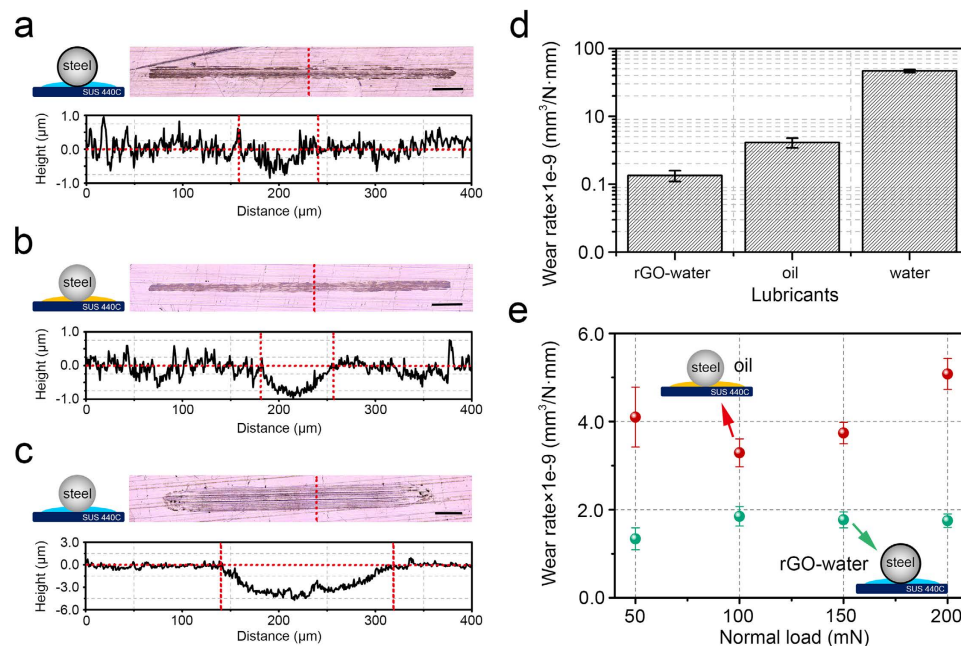 a
steel
SUS 440C
Height (μm)
1.0
0.0
-1.0
0 100 200 300 400
Distance (μm)
b
steel
SUS 440C
Height (μm)
1.0
0.0
-1.0
0 100 200 300 400
Distance (μm)
c
steel
SUS 440C
Height (μm)
3.0
0.0
-3.0
-6.0
0 100 200 300 400
Distance (μm)
d
Wear rate×1e-9 (mm³/N·mm)
100
10
0.1
0.0
rGO-water oil water
Lubricants
e
Wear rate×1e-9 (mm³/N·mm)
6.0
4.0
2.0
0.0
steel oil
SUS 440C
rGO-water steel
SUS 440C
50 100 150 200
Normal load (mN)